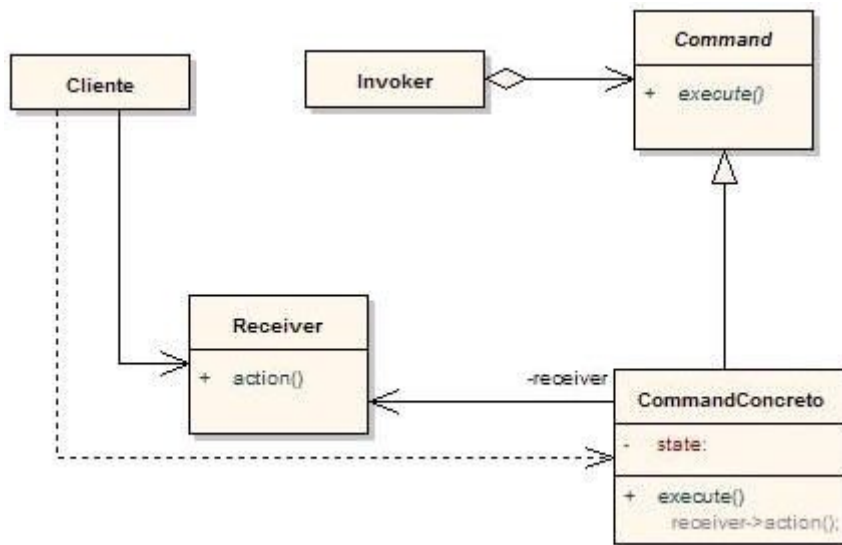 Command
+ execute()
Cliente
Invoker
Receiver
+ action()
-receiver
CommandConcreto
- state:
+ execute()
receiver->action();